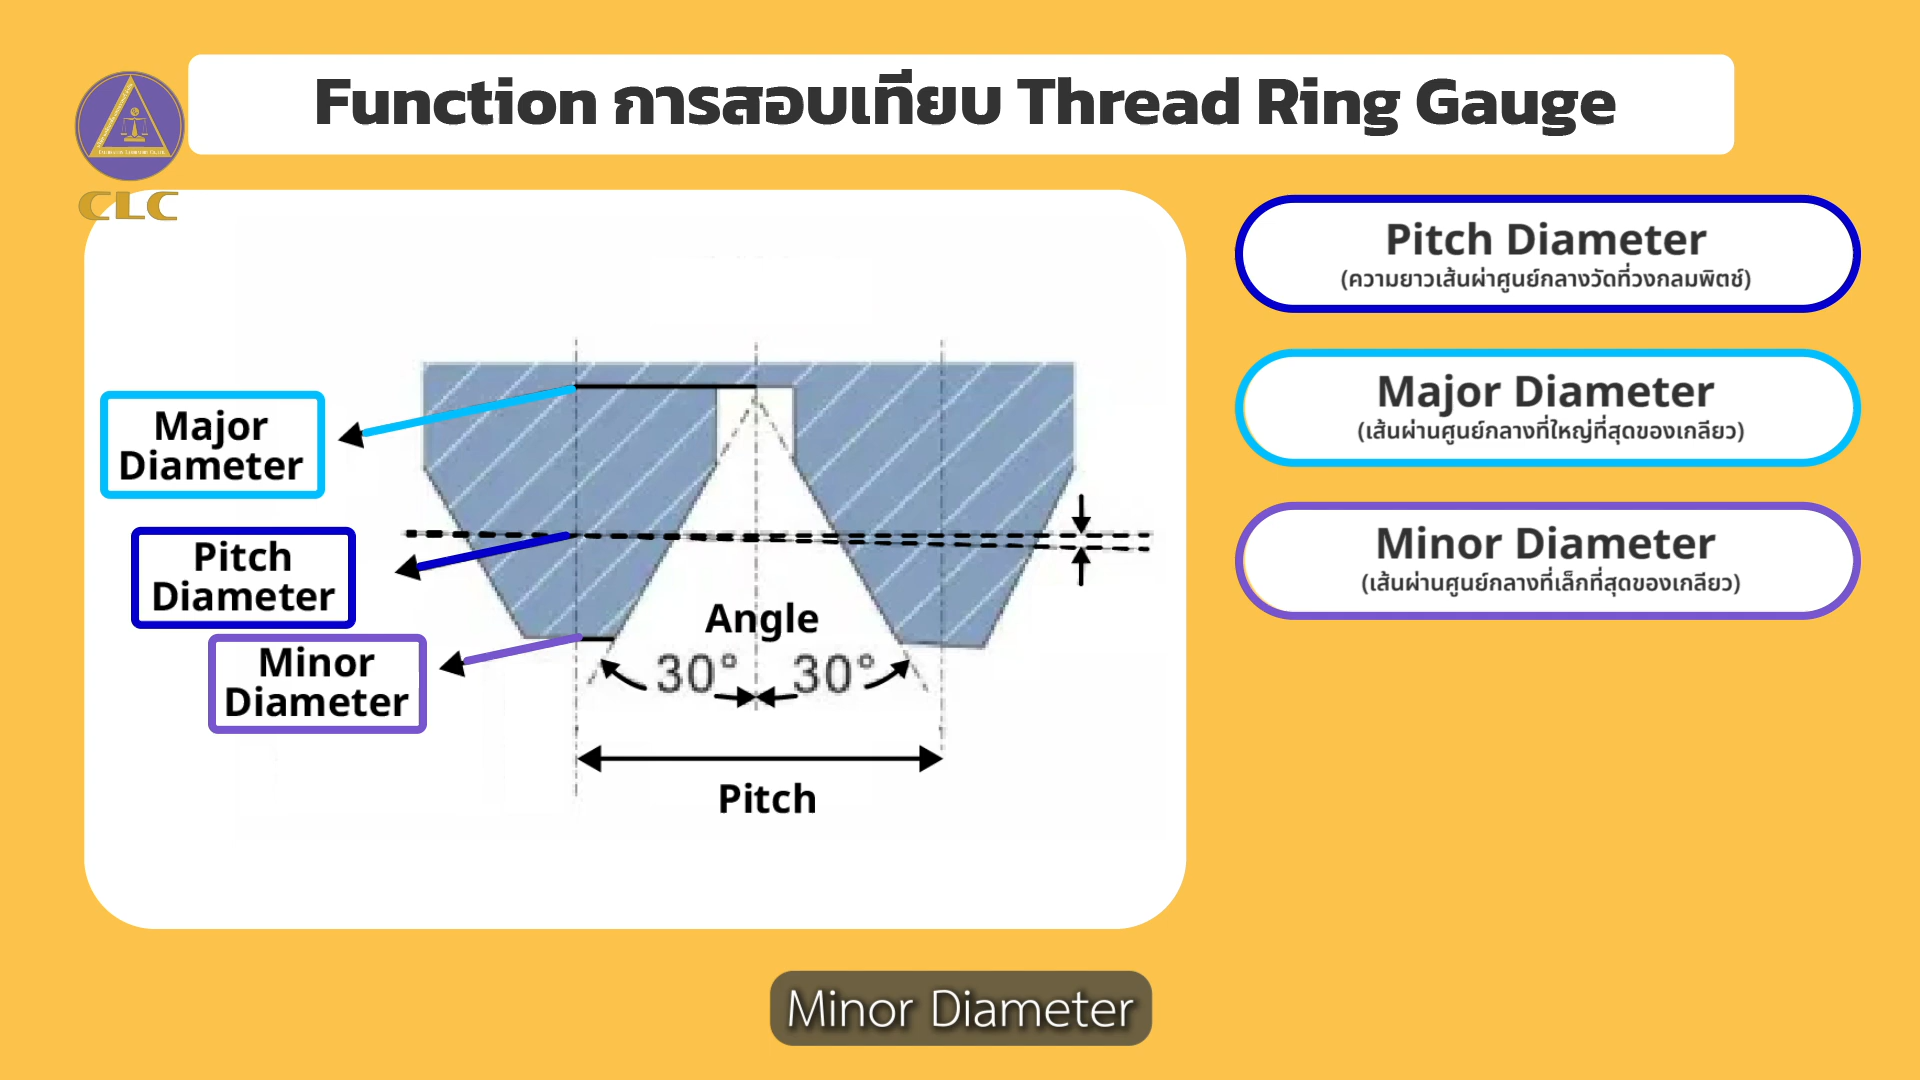 Function การสอบเทียบ Thread Ring Gauge
CLC
Pitch Diameter
(ความยาวเส้นผ่าศูนย์กลางวัดที่วงกลมพิตช์)
Major Diameter
(เส้นผ่านศูนย์กลางที่ใหญ่ที่สุดของเกลียว)
Minor Diameter
(เส้นผ่านศูนย์กลางที่เล็กที่สุดของเกลียว)
Major
Diameter
Pitch
Diameter
Minor
Diameter
Angle
30° 30°
Pitch
Minor Diameter